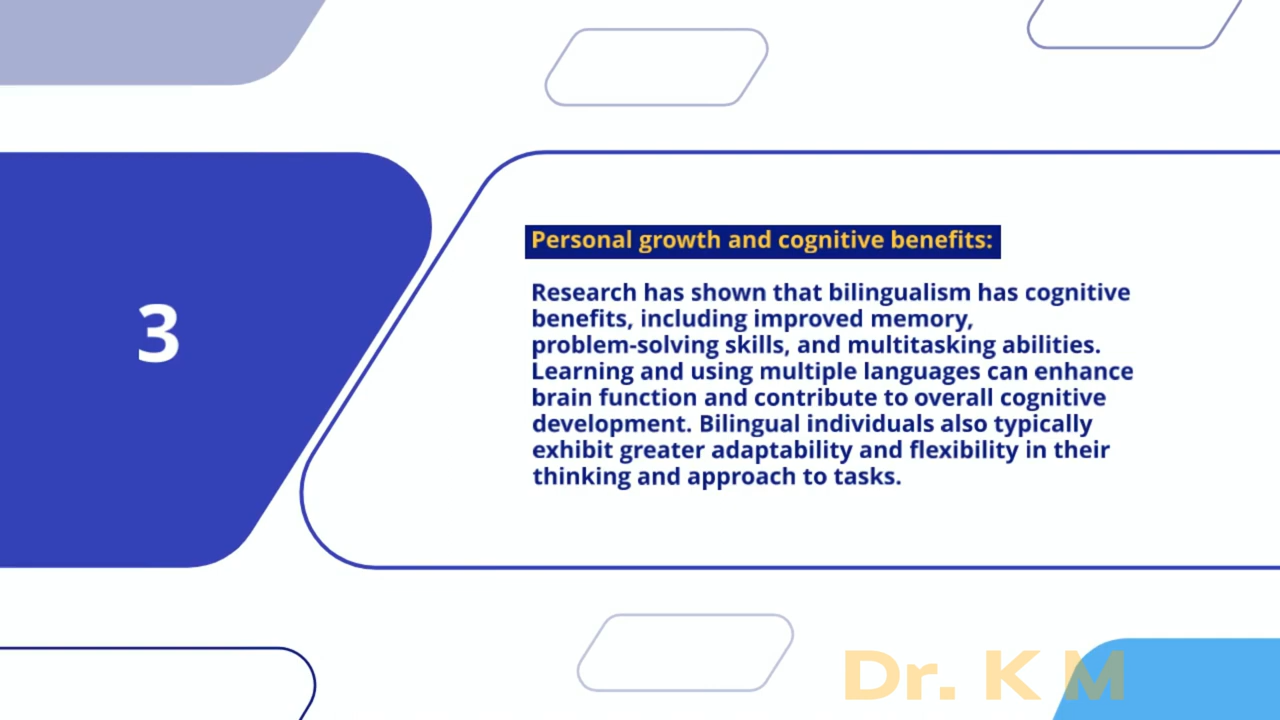 3
Personal growth and cognitive benefits:
Research has shown that bilingualism has cognitive
benefits, including improved memory,
problem-solving skills, and multitasking abilities.
Learning and using multiple languages can enhance
brain function and contribute to overall cognitive
development. Bilingual individuals also typically
exhibit greater adaptability and flexibility in their
thinking and approach to tasks.
Dr. K M